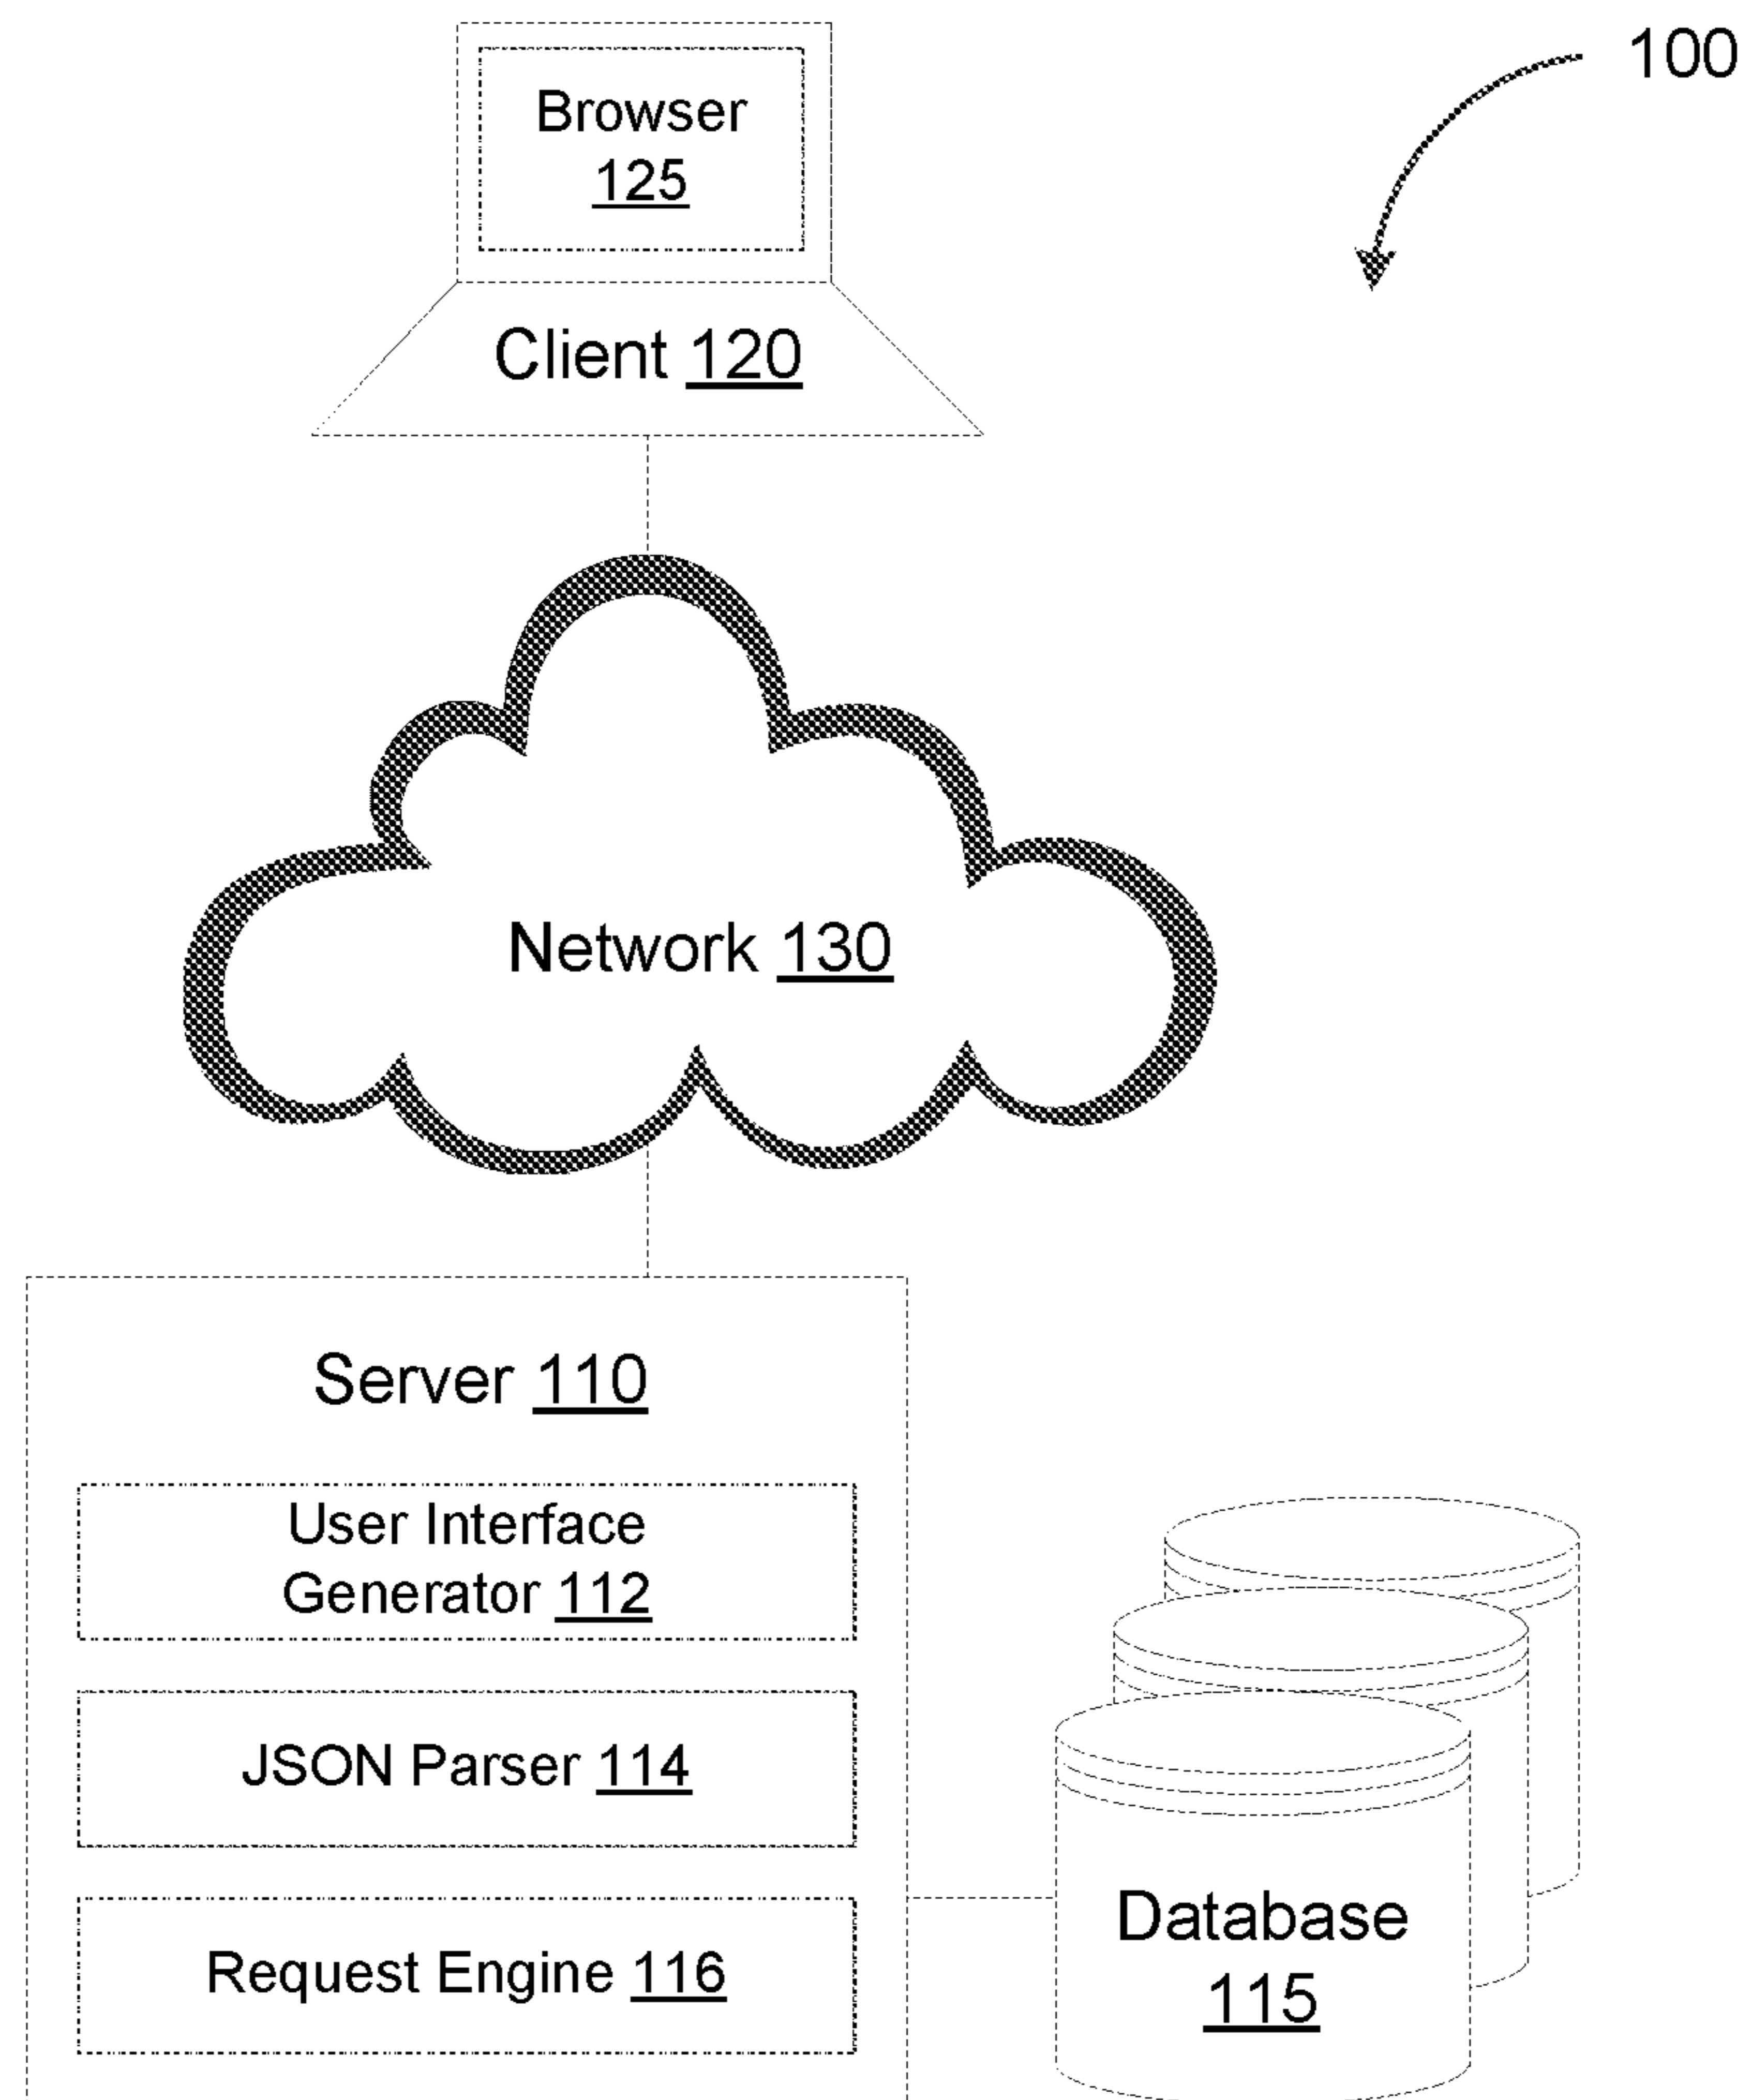 100
Browser
125
Client 120
Network 130
Server 110
User Interface
Generator 112
JSON Parser 114
Request Engine 116
Database
115